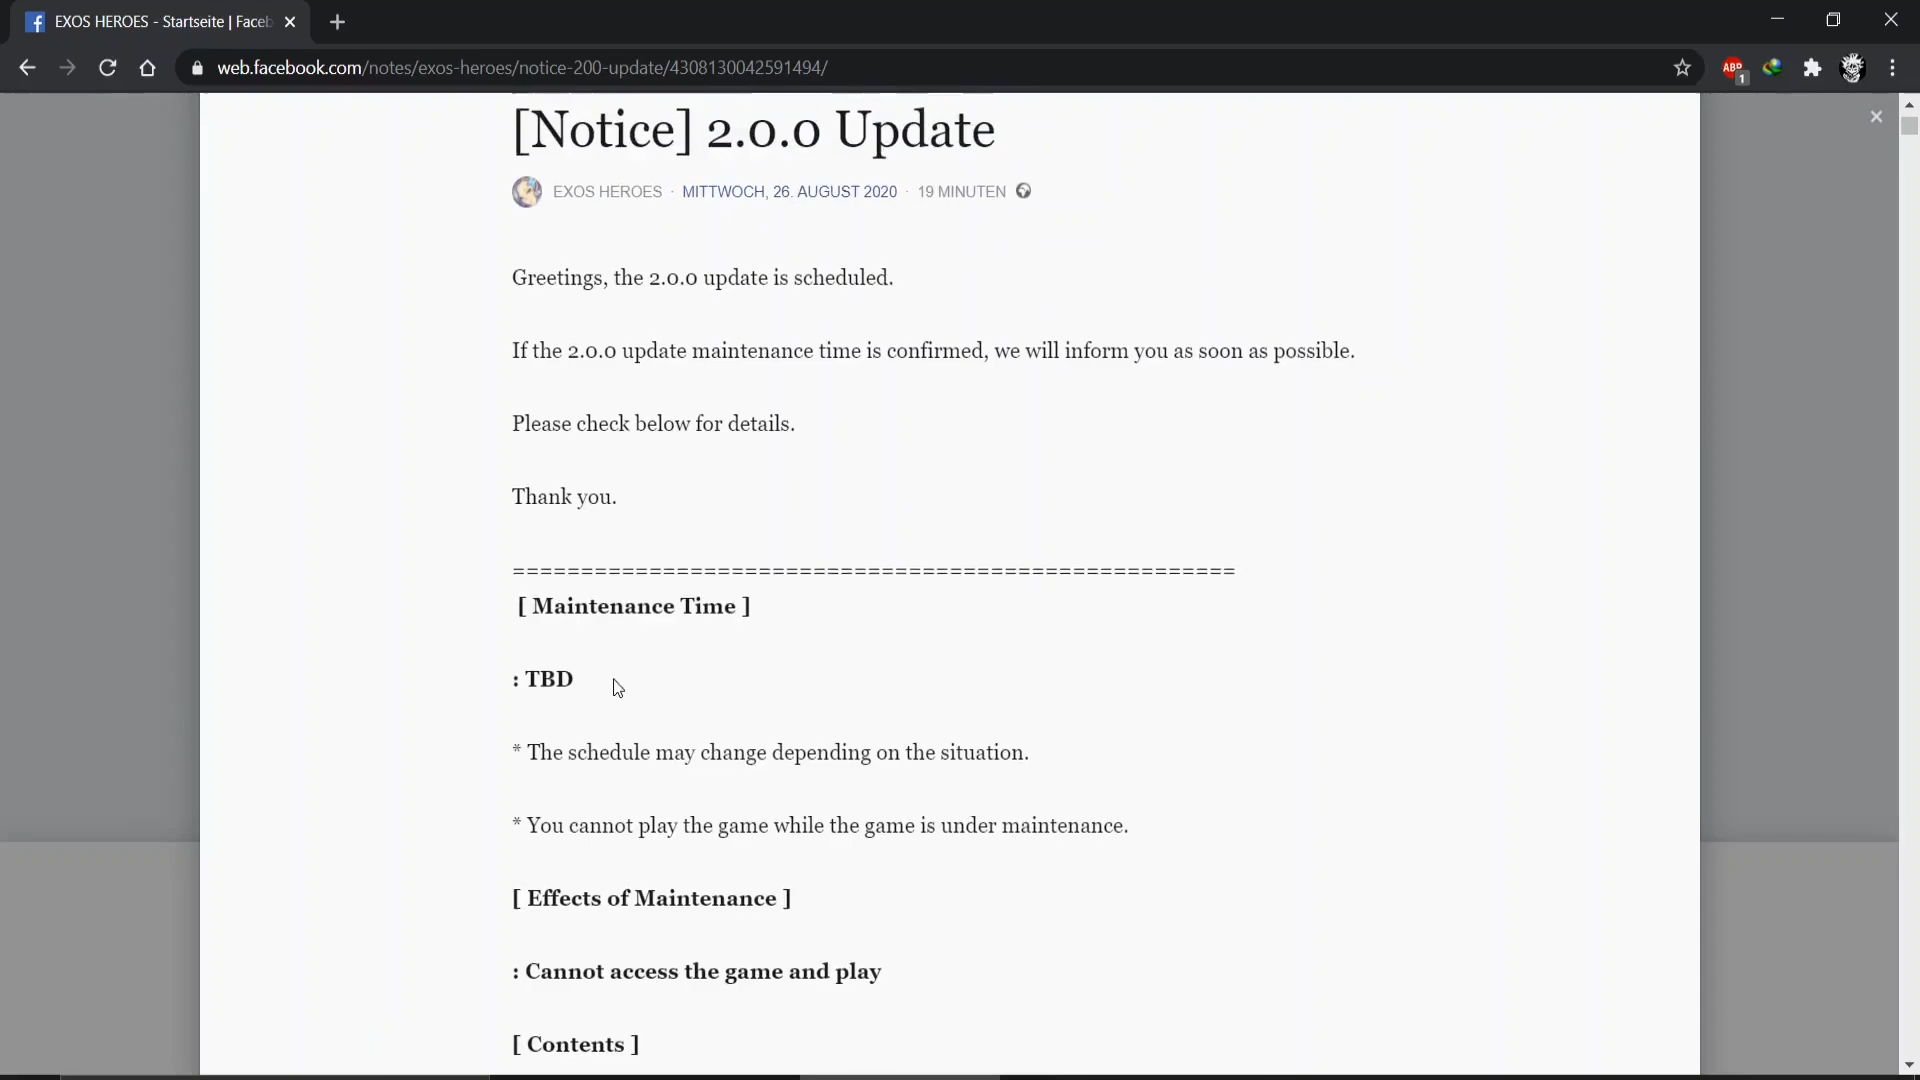 EXOS HEROES - Startseite | Faceb
web.facebook.com/notes/exos-heroes/notice-200-update/4308130042591494/
ABP
1
[Notice] 2.0.0 Update
EXOS HEROES · MITTWOCH, 26. AUGUST 2020 · 19 MINUTEN
Greetings, the 2.0.0 update is scheduled.
If the 2.0.0 update maintenance time is confirmed, we will inform you as soon as possible.
Please check below for details.
Thank you.
=====================================================
[ Maintenance Time ]
: TBD
* The schedule may change depending on the situation.
* You cannot play the game while the game is under maintenance.
[ Effects of Maintenance ]
: Cannot access the game and play
[ Contents ]